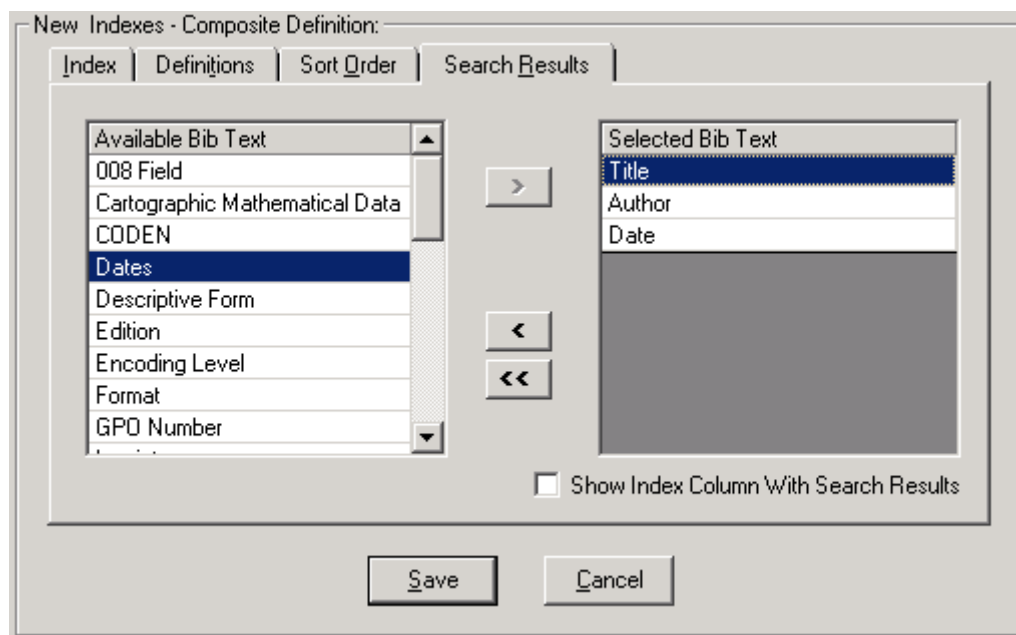 New Indexes - Composite Definition:
Index Definitions Sort Order Search Results
Available Bib Text
008 Field
Cartographic Mathematical Data
CODEN
Dates
Descriptive Form
Edition
Encoding Level
Format
GPO Number
>
<
<<
Selected Bib Text
Title
Author
Date
Show Index Column With Search Results
Save Cancel